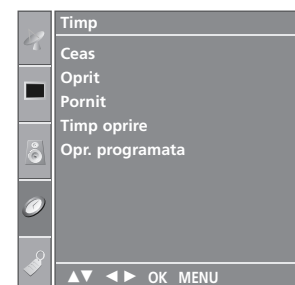 Timp
Ceas
Oprit
Pornit
Timp oprire
Opr. programata
▲▼ ◄► OK MENU